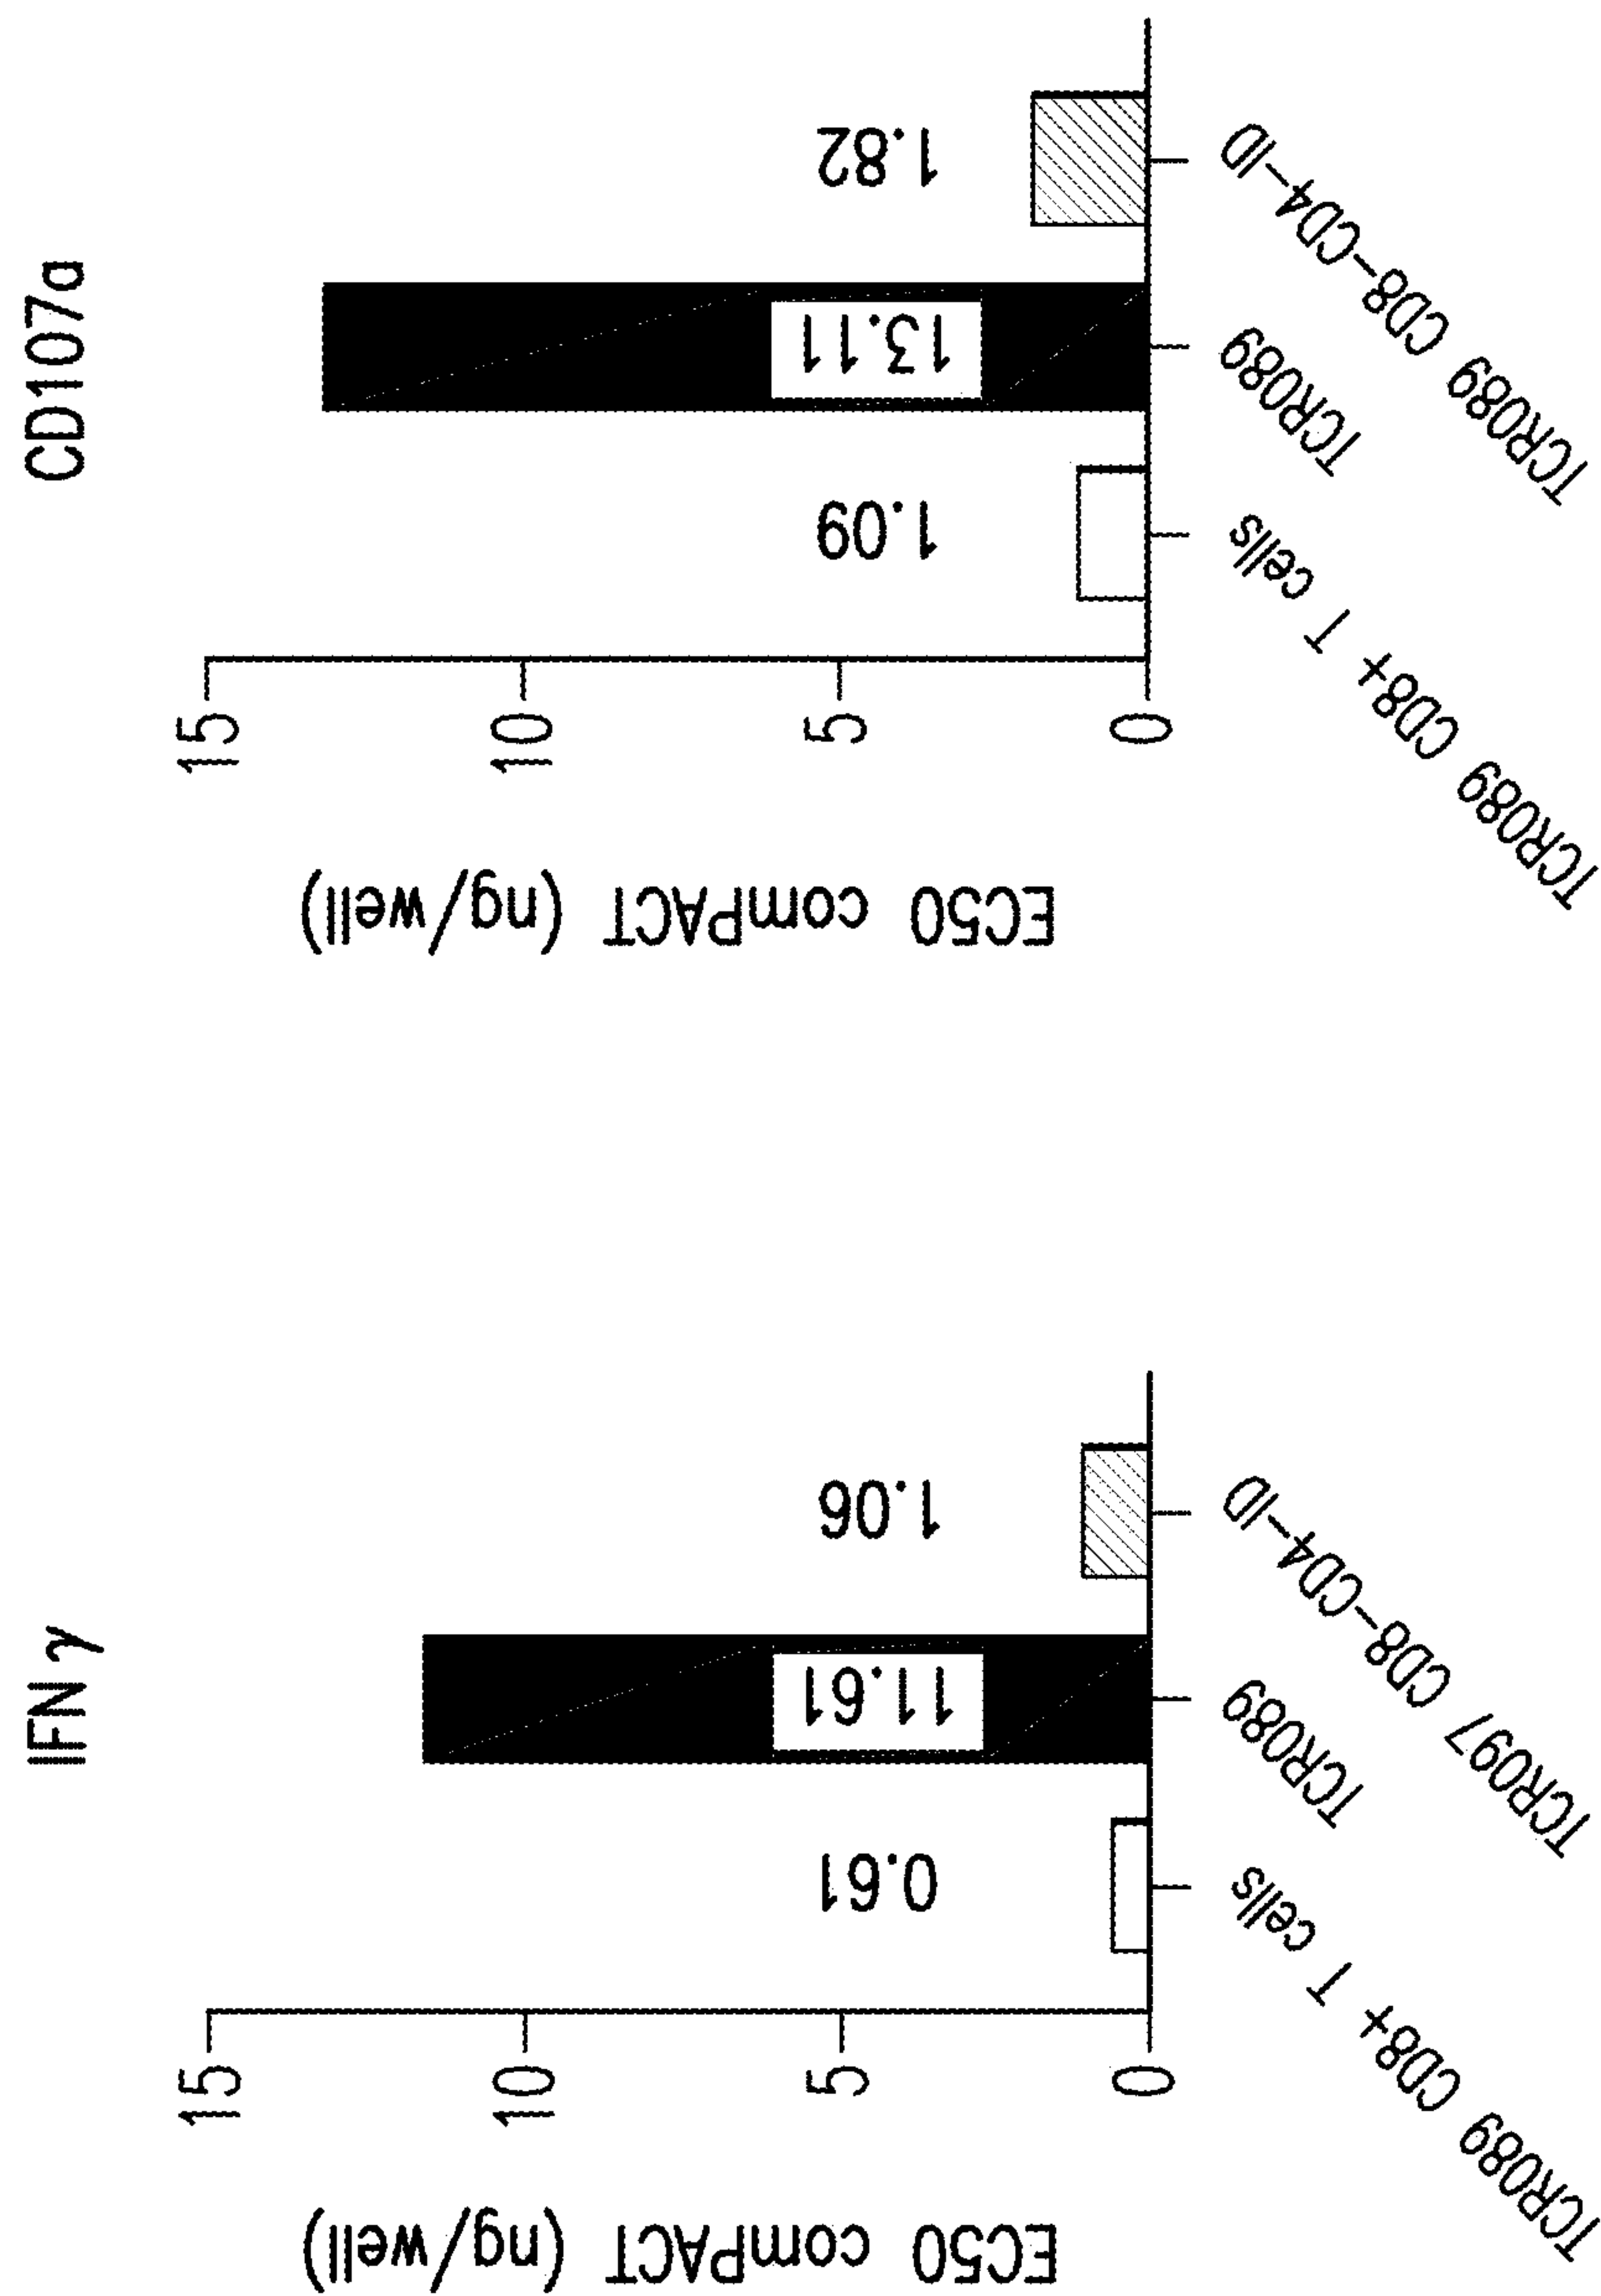 IFN γ
EC50 comPACT (ng/well)
15
10
5
0
0.61
11.61
1.06
TCR089 CD8+ T cells
TCR089
TCR097 CD8-CD4-ID
CD107a
EC50 comPACT (ng/well)
15
10
5
0
1.09
13.11
1.82
TCR089 CD8+ T cells
TCR089
TCR089 CD8-CD4-ID